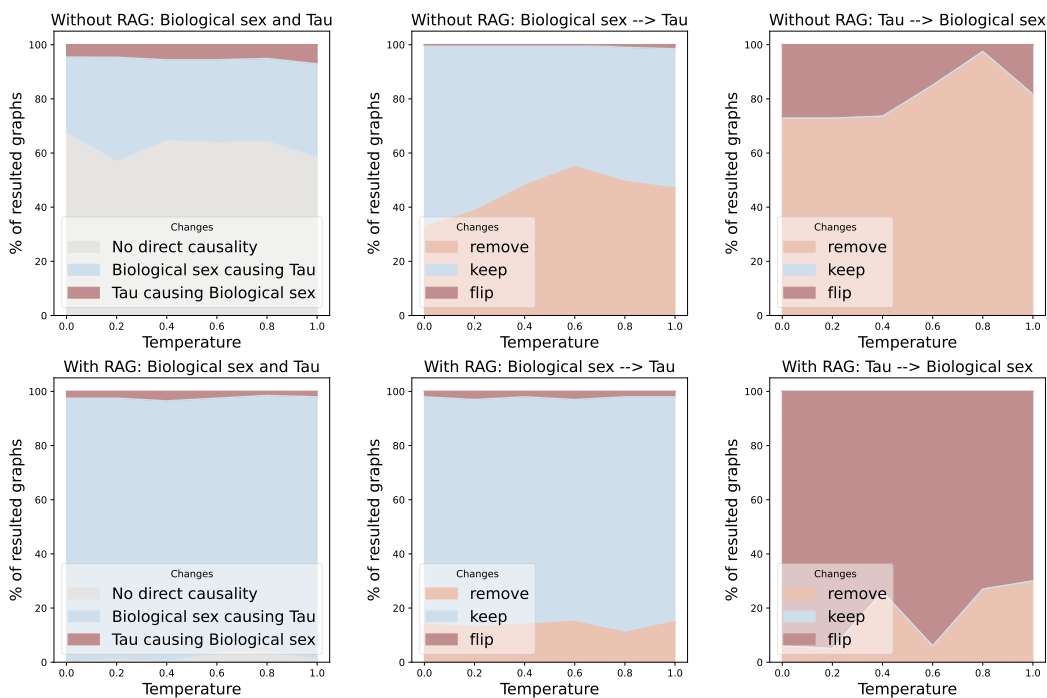 Without RAG: Biological sex and Tau
% of resulted graphs
100
80
60
40
20
0
Changes
No direct causality
Biological sex causing Tau
Tau causing Biological sex
0.0 0.2 0.4 0.6 0.8 1.0
Temperature
Without RAG: Biological sex --> Tau
% of resulted graphs
100
80
60
40
20
0
Changes
remove
keep
flip
0.0 0.2 0.4 0.6 0.8 1.0
Temperature
Without RAG: Tau --> Biological sex
% of resulted graphs
100
80
60
40
20
0
Changes
remove
keep
flip
0.0 0.2 0.4 0.6 0.8 1.0
Temperature
With RAG: Biological sex and Tau
% of resulted graphs
100
80
60
40
20
0
Changes
No direct causality
Biological sex causing Tau
Tau causing Biological sex
0.0 0.2 0.4 0.6 0.8 1.0
Temperature
With RAG: Biological sex --> Tau
% of resulted graphs
100
80
60
40
20
0
Changes
remove
keep
flip
0.0 0.2 0.4 0.6 0.8 1.0
Temperature
With RAG: Tau --> Biological sex
% of resulted graphs
100
80
60
40
20
0
Changes
remove
keep
flip
0.0 0.2 0.4 0.6 0.8 1.0
Temperature